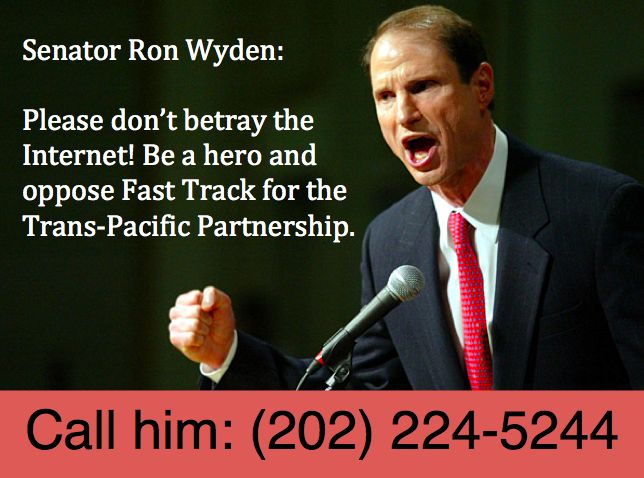 Senator Ron Wyden:
Please don’t betray the
Internet! Be a hero and
oppose Fast Track for the
Trans-Pacific Partnership.
Call him: (202) 224-5244